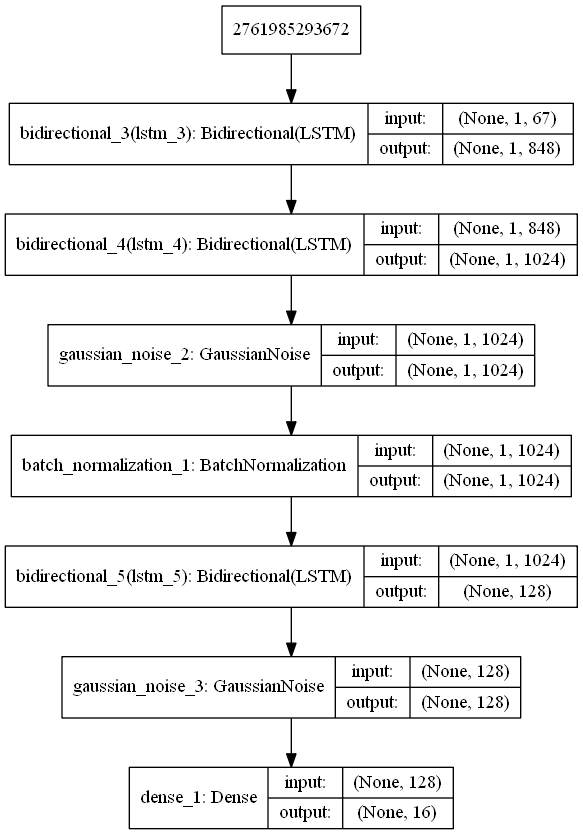 2761985293672
bidirectional_3(lstm_3): Bidirectional(LSTM)
input: (None, 1, 67)
output: (None, 1, 848)
bidirectional_4(lstm_4): Bidirectional(LSTM)
input: (None, 1, 848)
output: (None, 1, 1024)
gaussian_noise_2: GaussianNoise
input: (None, 1, 1024)
output: (None, 1, 1024)
batch_normalization_1: BatchNormalization
input: (None, 1, 1024)
output: (None, 1, 1024)
bidirectional_5(lstm_5): Bidirectional(LSTM)
input: (None, 1, 1024)
output: (None, 128)
gaussian_noise_3: GaussianNoise
input: (None, 128)
output: (None, 128)
dense_1: Dense
input: (None, 128)
output: (None, 16)